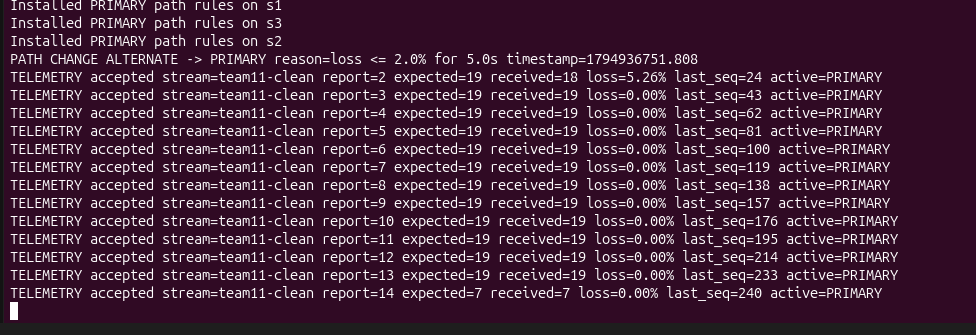 Installed PRIMARY path rules on s1
Installed PRIMARY path rules on s3
Installed PRIMARY path rules on s2
PATH CHANGE ALTERNATE -> PRIMARY reason=loss <= 2.0% for 5.0s timestamp=1794936751.808
TELEMETRY accepted stream=team11-clean report=2 expected=19 received=18 loss=5.26% last_seq=24 active=PRIMARY
TELEMETRY accepted stream=team11-clean report=3 expected=19 received=19 loss=0.00% last_seq=43 active=PRIMARY
TELEMETRY accepted stream=team11-clean report=4 expected=19 received=19 loss=0.00% last_seq=62 active=PRIMARY
TELEMETRY accepted stream=team11-clean report=5 expected=19 received=19 loss=0.00% last_seq=81 active=PRIMARY
TELEMETRY accepted stream=team11-clean report=6 expected=19 received=19 loss=0.00% last_seq=100 active=PRIMARY
TELEMETRY accepted stream=team11-clean report=7 expected=19 received=19 loss=0.00% last_seq=119 active=PRIMARY
TELEMETRY accepted stream=team11-clean report=8 expected=19 received=19 loss=0.00% last_seq=138 active=PRIMARY
TELEMETRY accepted stream=team11-clean report=9 expected=19 received=19 loss=0.00% last_seq=157 active=PRIMARY
TELEMETRY accepted stream=team11-clean report=10 expected=19 received=19 loss=0.00% last_seq=176 active=PRIMARY
TELEMETRY accepted stream=team11-clean report=11 expected=19 received=19 loss=0.00% last_seq=195 active=PRIMARY
TELEMETRY accepted stream=team11-clean report=12 expected=19 received=19 loss=0.00% last_seq=214 active=PRIMARY
TELEMETRY accepted stream=team11-clean report=13 expected=19 received=19 loss=0.00% last_seq=233 active=PRIMARY
TELEMETRY accepted stream=team11-clean report=14 expected=7 received=7 loss=0.00% last_seq=240 active=PRIMARY